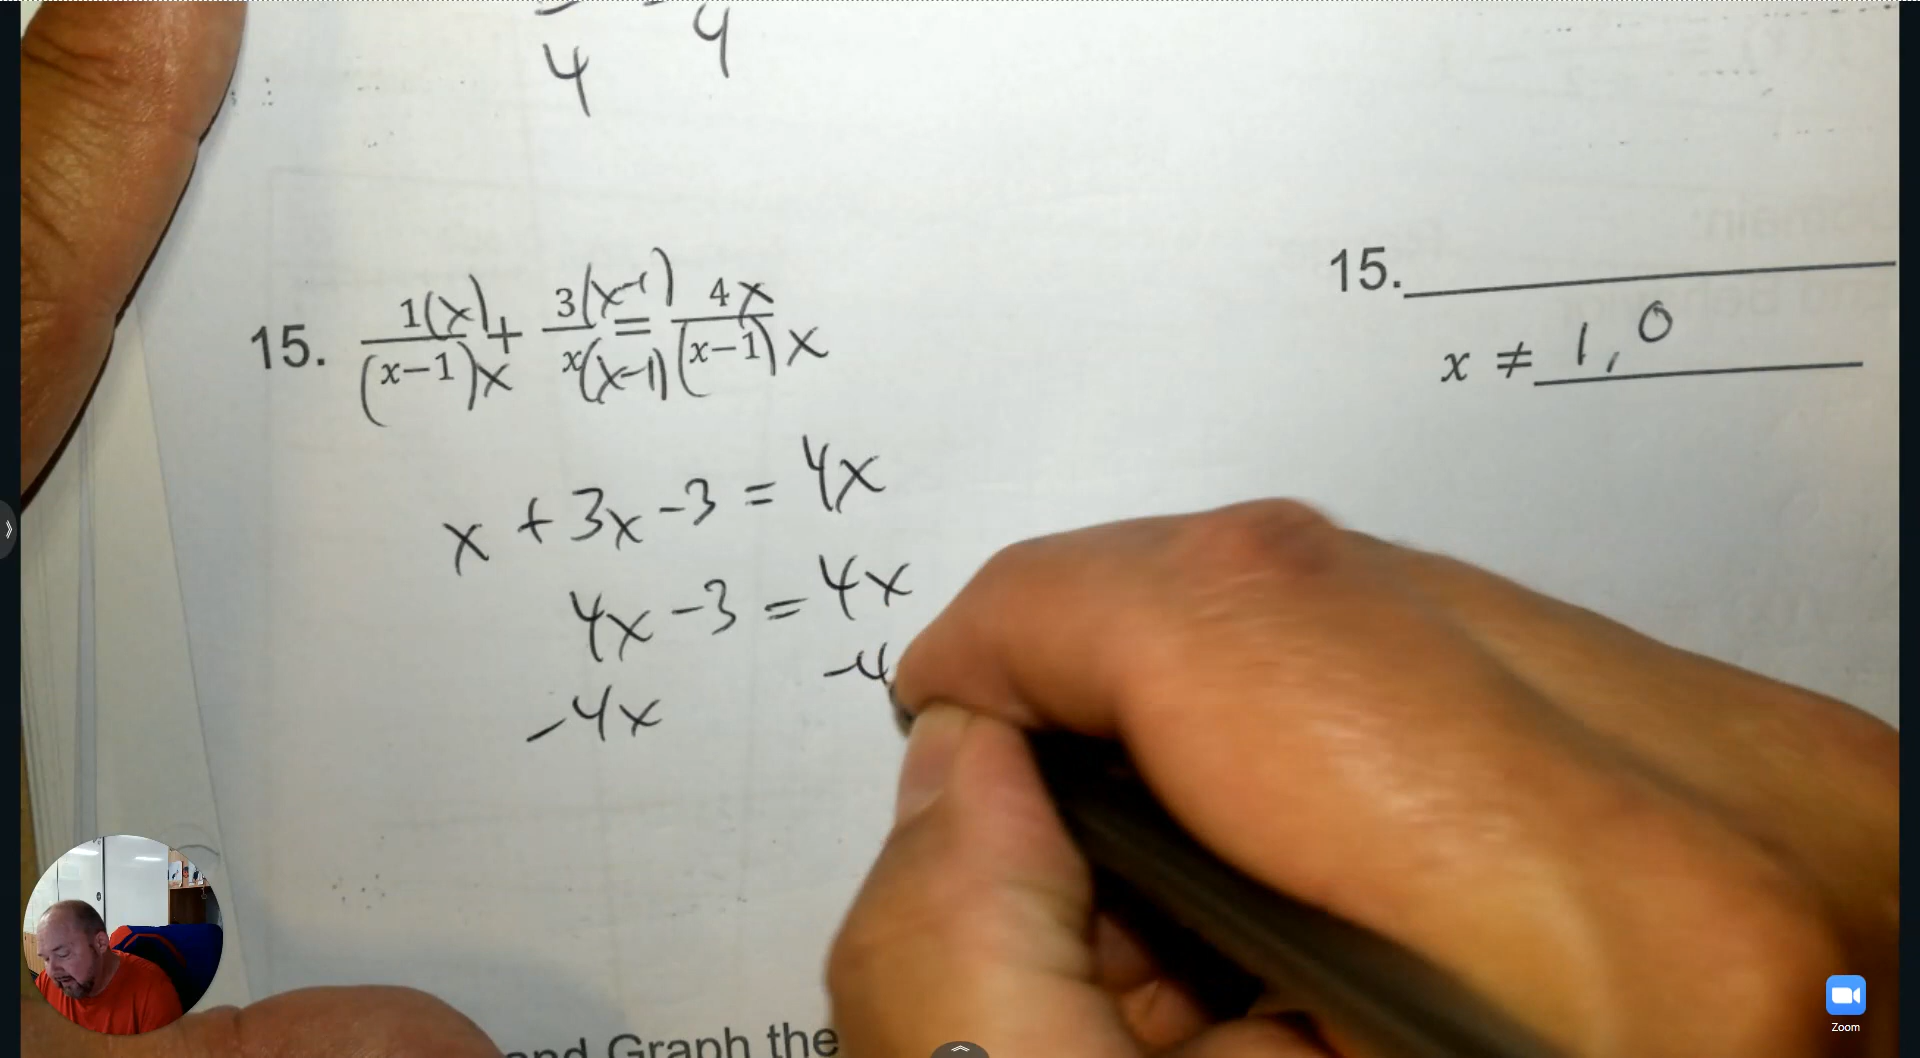 4 4
15. 1(x)/(x-1)x + 3(x-1)/x(x-1) = 4x/(x-1)x
15.
x ≠ 1, 0
x + 3x - 3 = 4x
4x - 3 = 4x
-4x -4
Graph the
Zoom